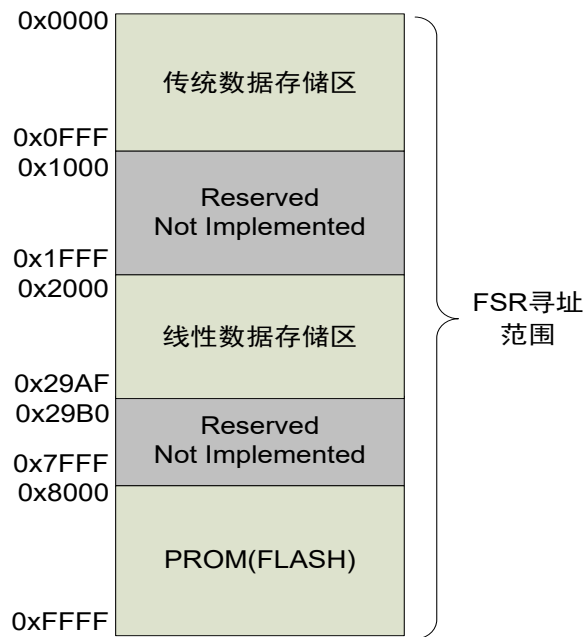 0x0000
传统数据存储区
0x0FFF
0x1000
Reserved
Not Implemented
0x1FFF
0x2000
FSR寻址
范围
线性数据存储区
0x29AF
0x29B0
Reserved
Not Implemented
0x7FFF
0x8000
PROM(FLASH)
0xFFFF